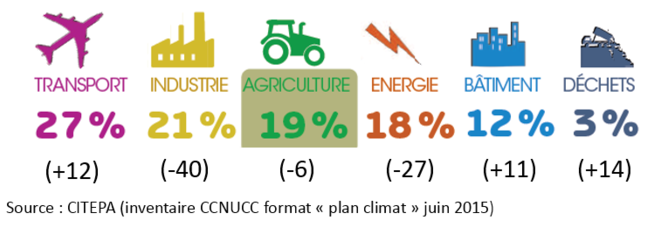 TRANSPORT INDUSTRIE AGRICULTURE ENERGIE BÂTIMENT DÉCHETS
27 % 21 % 19 % 18 % 12 % 3 %
(+12) (-40) (-6) (-27) (+11) (+14)
Source : CITEPA (inventaire CCNUCC format « plan climat » juin 2015)